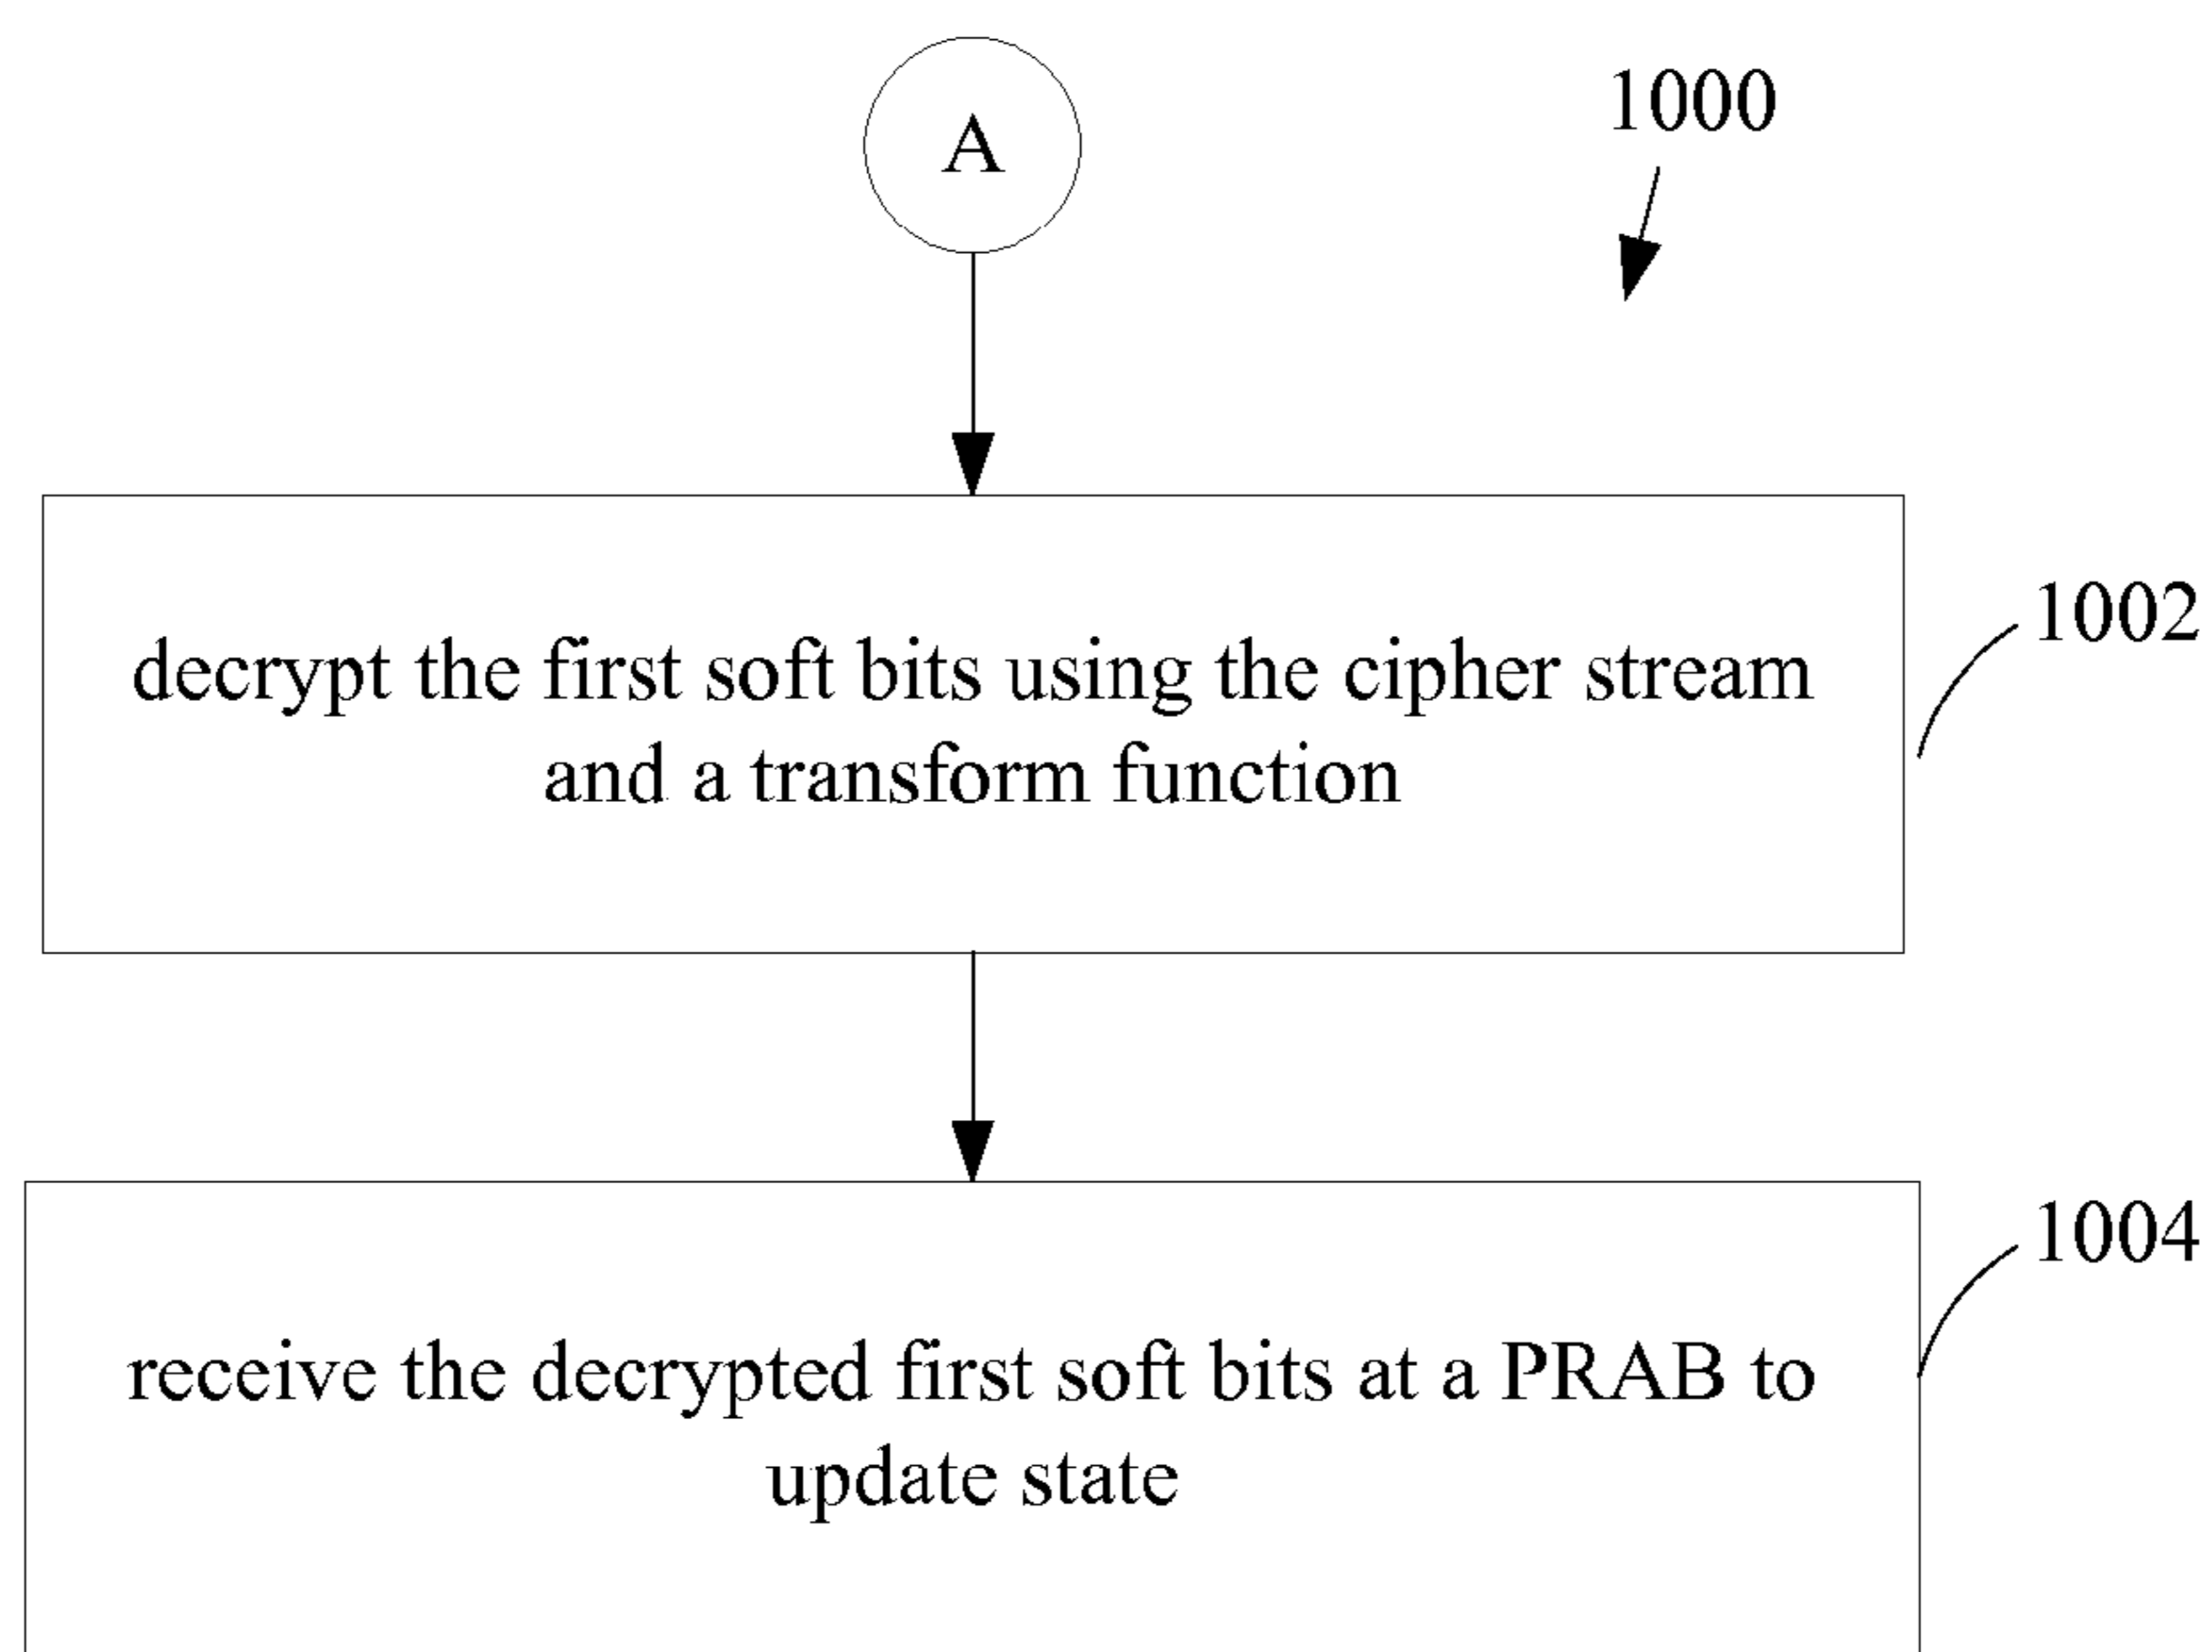 A
1000
decrypt the first soft bits using the cipher stream
and a transform function
1002
receive the decrypted first soft bits at a PRAB to
update state
1004